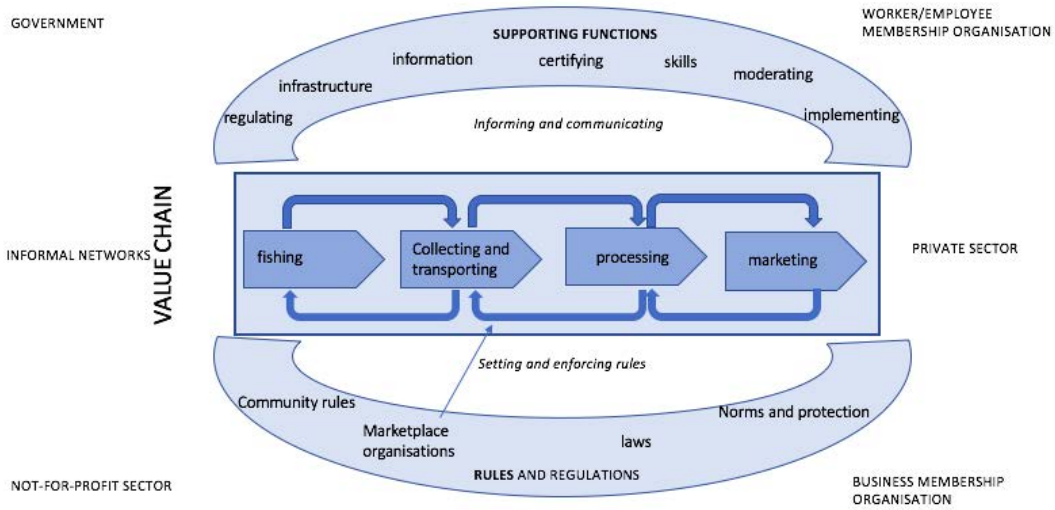 GOVERNMENT
WORKER/EMPLOYEE
MEMBERSHIP ORGANISATION
SUPPORTING FUNCTIONS
information
certifying
skills
moderating
infrastructure
regulating
implementing
Informing and communicating
VALUE CHAIN
INFORMAL NETWORKS
fishing
Collecting and
transporting
processing
marketing
PRIVATE SECTOR
Setting and enforcing rules
Community rules
Marketplace
organisations
laws
Norms and protection
RULES AND REGULATIONS
NOT-FOR-PROFIT SECTOR
BUSINESS MEMBERSHIP
ORGANISATION